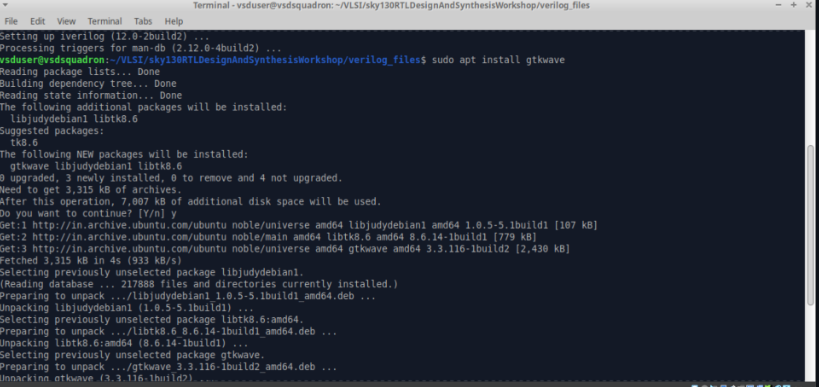 Terminal - vsduser@vsdsquadron: ~/VLSI/sky130RTLDesignAndSynthesisWorkshop/verilog_files
File Edit View Terminal Tabs Help
Setting up iverilog (12.0-2build2) ...
Processing triggers for man-db (2.12.0-4build2) ...
vsduser@vsdsquadron:~/VLSI/sky130RTLDesignAndSynthesisWorkshop/verilog_files$ sudo apt install gtkwave
Reading package lists... Done
Building dependency tree... Done
Reading state information... Done
The following additional packages will be installed:
  libjudydebian1 libtk8.6
Suggested packages:
  tk8.6
The following NEW packages will be installed:
  gtkwave libjudydebian1 libtk8.6
0 upgraded, 3 newly installed, 0 to remove and 4 not upgraded.
Need to get 3,315 kB of archives.
After this operation, 7,007 kB of additional disk space will be used.
Do you want to continue? [Y/n] y
Get:1 http://in.archive.ubuntu.com/ubuntu noble/universe amd64 libjudydebian1 amd64 1.0.5-5.1build1 [107 kB]
Get:2 http://in.archive.ubuntu.com/ubuntu noble/main amd64 libtk8.6 amd64 8.6.14-1build1 [779 kB]
Get:3 http://in.archive.ubuntu.com/ubuntu noble/universe amd64 gtkwave amd64 3.3.116-1build2 [2,430 kB]
Fetched 3,315 kB in 4s (933 kB/s)
Selecting previously unselected package libjudydebian1.
(Reading database ... 217888 files and directories currently installed.)
Preparing to unpack .../libjudydebian1_1.0.5-5.1build1_amd64.deb ...
Unpacking libjudydebian1 (1.0.5-5.1build1) ...
Selecting previously unselected package libtk8.6:amd64.
Preparing to unpack .../libtk8.6_8.6.14-1build1_amd64.deb ...
Unpacking libtk8.6:amd64 (8.6.14-1build1) ...
Selecting previously unselected package gtkwave.
Preparing to unpack .../gtkwave_3.3.116-1build2_amd64.deb ...
Unpacking gtkwave (3.3.116-1build2) ...